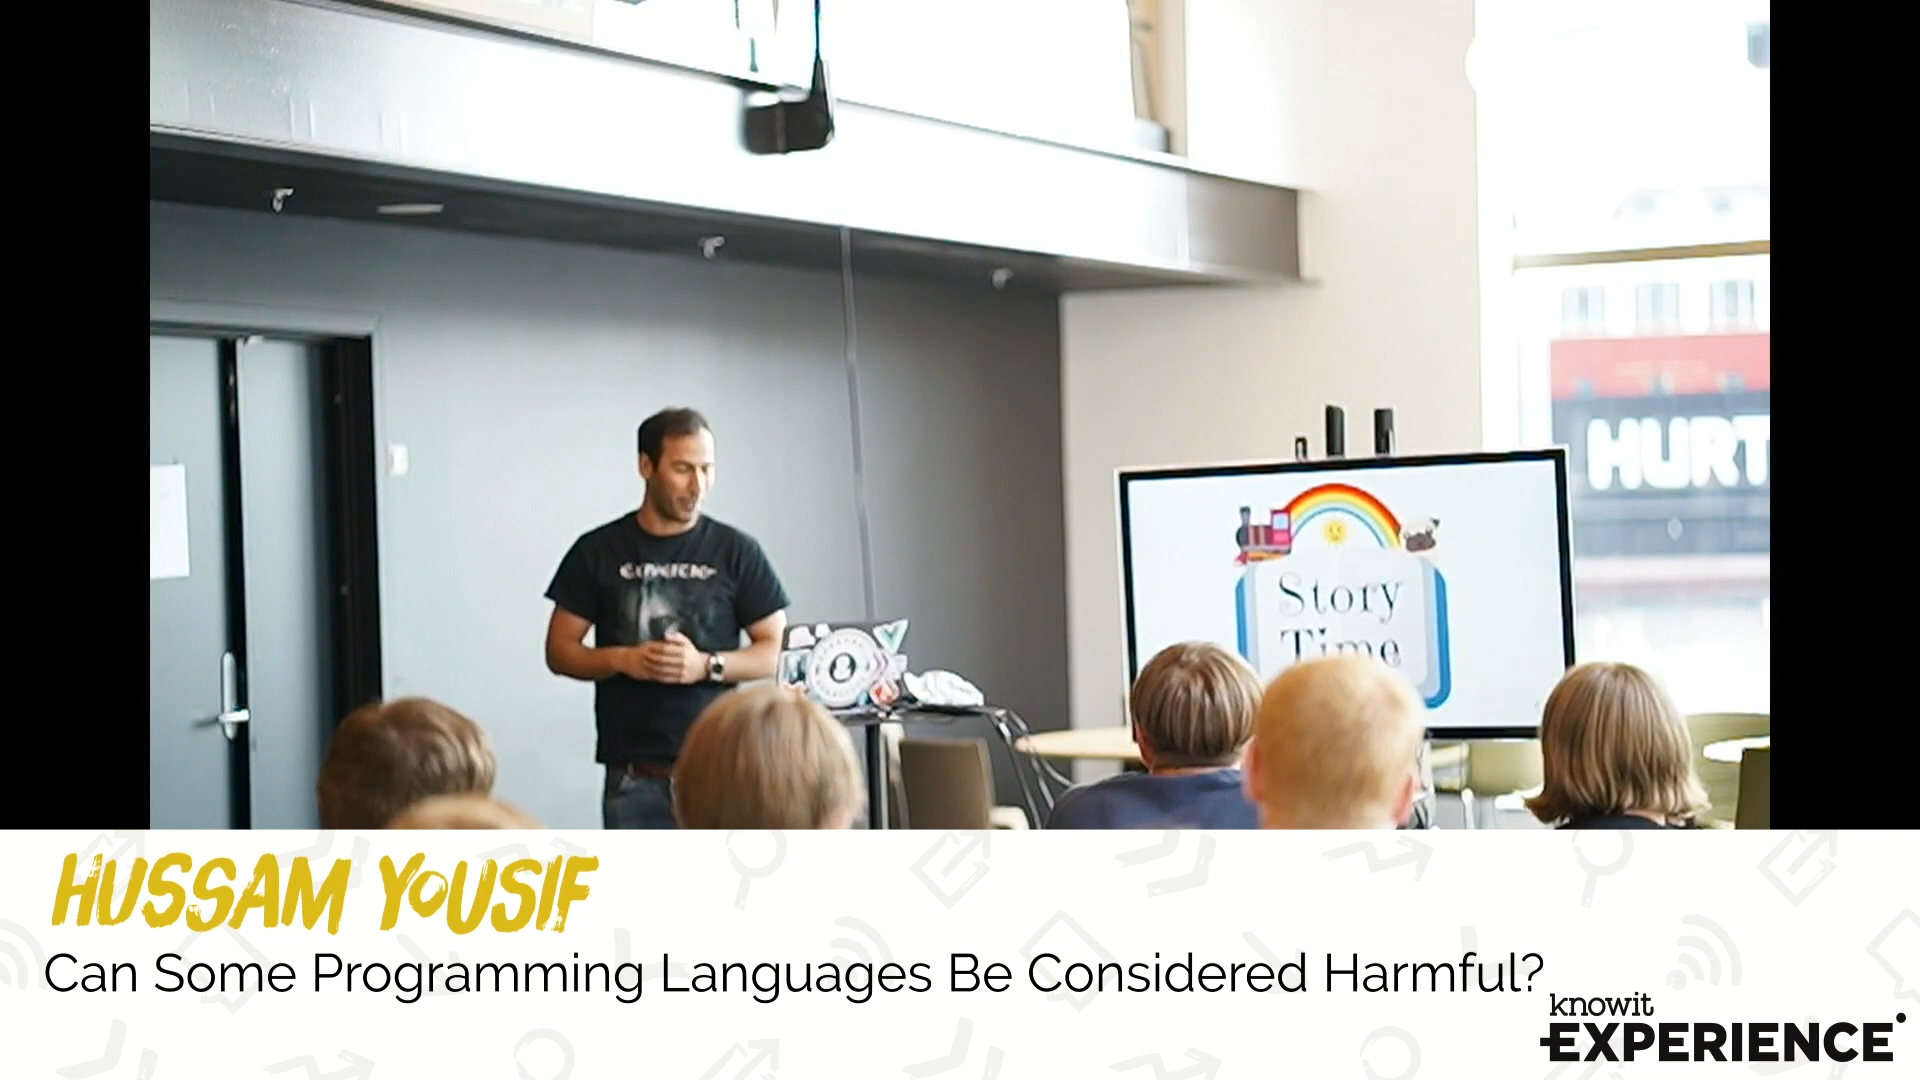 HURT
Story
Time
HUSSAM YOUSIF
Can Some Programming Languages Be Considered Harmful?
knowit
EXPERIENCE